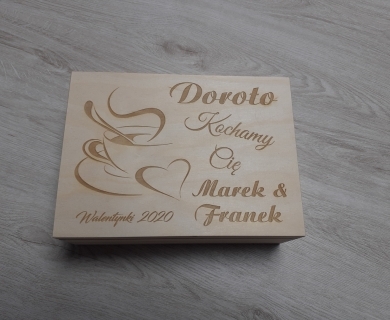 Doroto
Kochamy
Cię
Marek &
Franek
Walentynki 2020